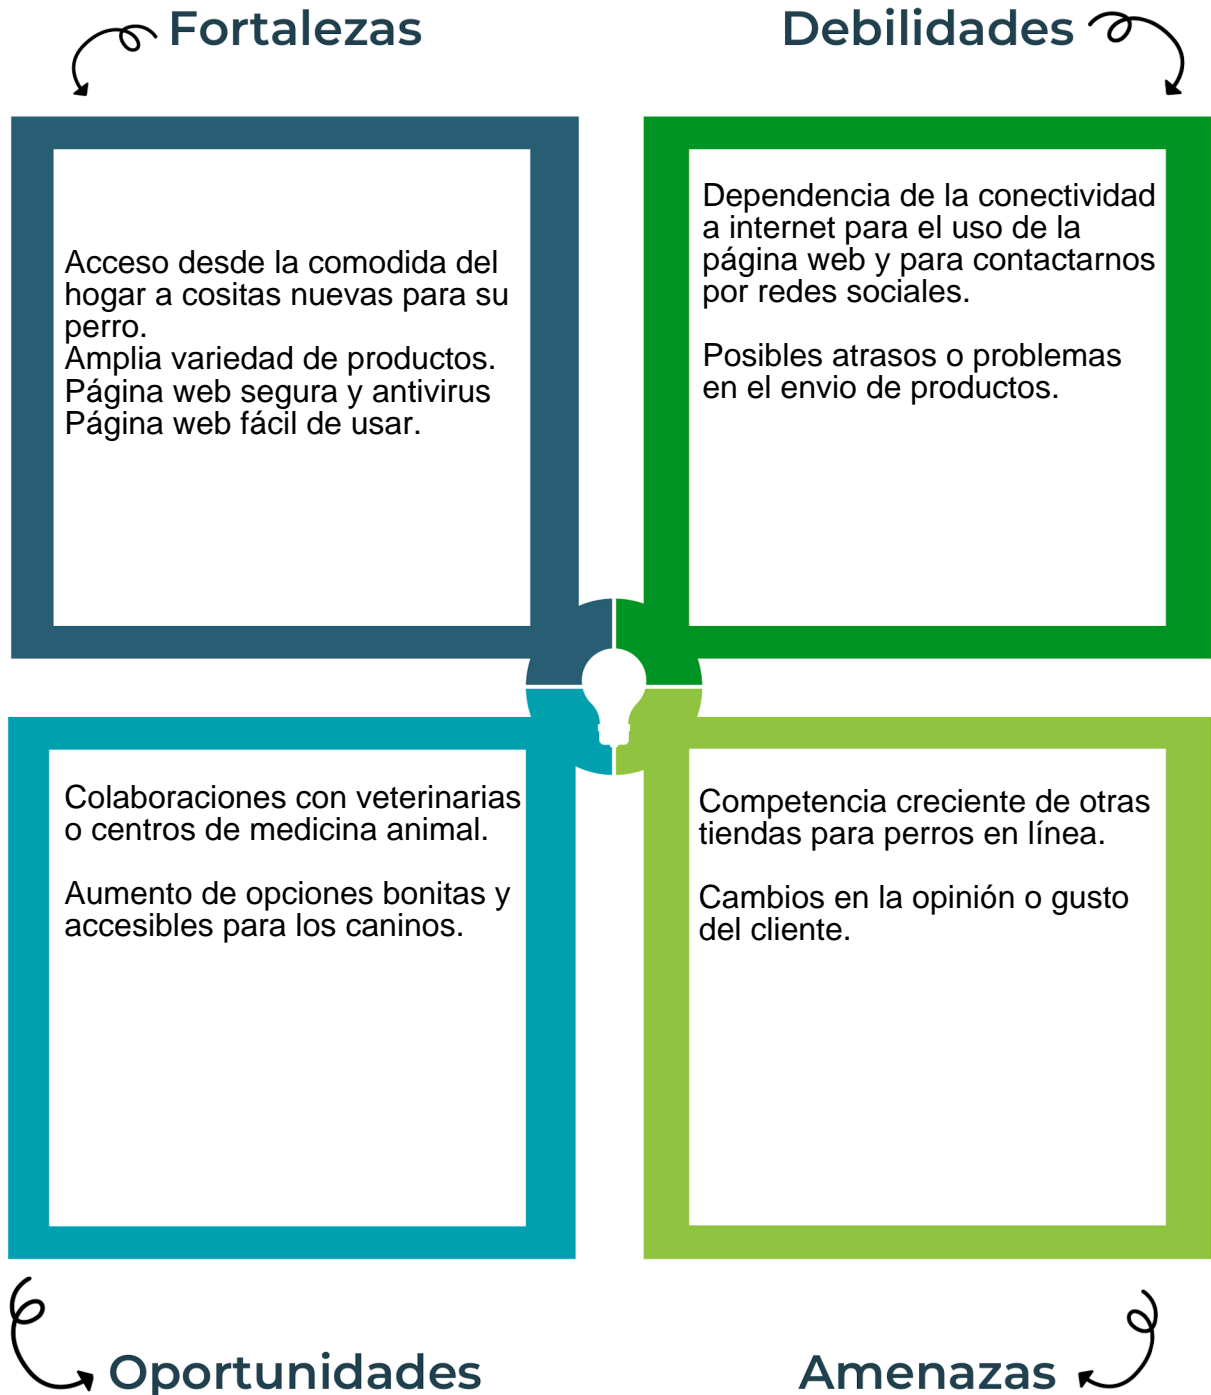 Fortalezas
Acceso desde la comodida del
hogar a cositas nuevas para su
perro.
Amplia variedad de productos.
Página web segura y antivirus
Página web fácil de usar.
Debilidades
Dependencia de la conectividad
a internet para el uso de la
página web y para contactarnos
por redes sociales.
Posibles atrasos o problemas
en el envio de productos.
Colaboraciones con veterinarias
o centros de medicina animal.
Aumento de opciones bonitas y
accesibles para los caninos.
Oportunidades
Competencia creciente de otras
tiendas para perros en línea.
Cambios en la opinión o gusto
del cliente.
Amenazas